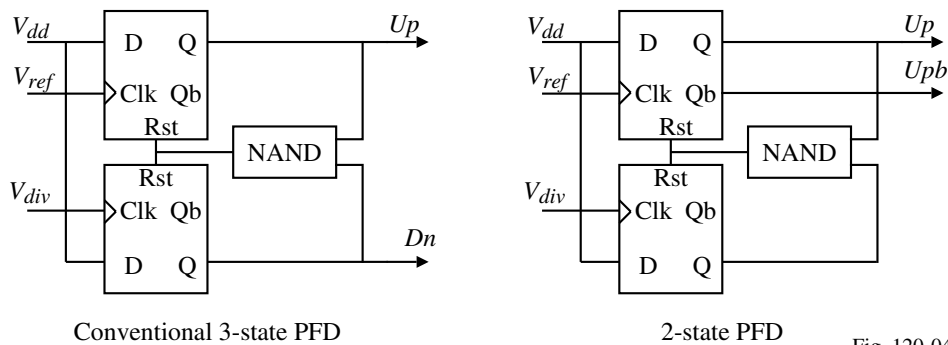 Vdd
D Q
Up
Vref
Clk Qb
Rst
NAND
Rst
Vdiv
Clk Qb
D Q
Dn
Conventional 3-state PFD
Vdd
D Q
Up
Vref
Clk Qb
Upb
Rst
NAND
Rst
Vdiv
Clk Qb
D Q
2-state PFD